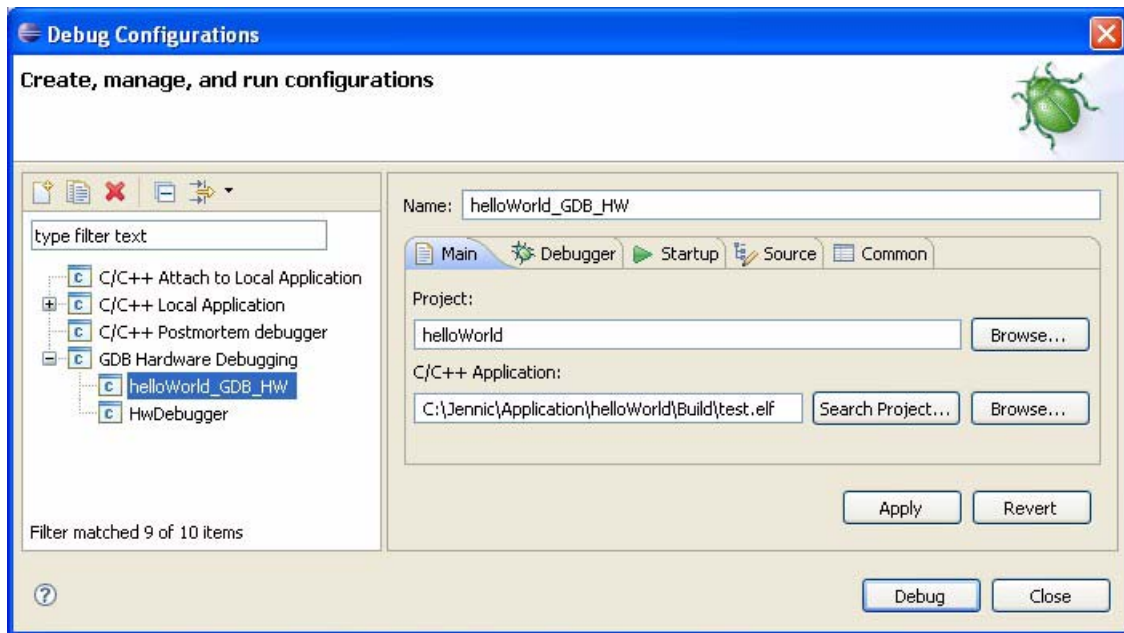 Debug Configurations
Create, manage, and run configurations
type filter text
C/C++ Attach to Local Application
C/C++ Local Application
C/C++ Postmortem debugger
GDB Hardware Debugging
helloWorld_GDB_HW
HwDebugger
Filter matched 9 of 10 items
Name: helloWorld_GDB_HW
Main Debugger Startup Source Common
Project:
helloWorld Browse...
C/C++ Application:
C:\Jennic\Application\helloWorld\Build\test.elf Search Project... Browse...
Apply Revert
Debug Close